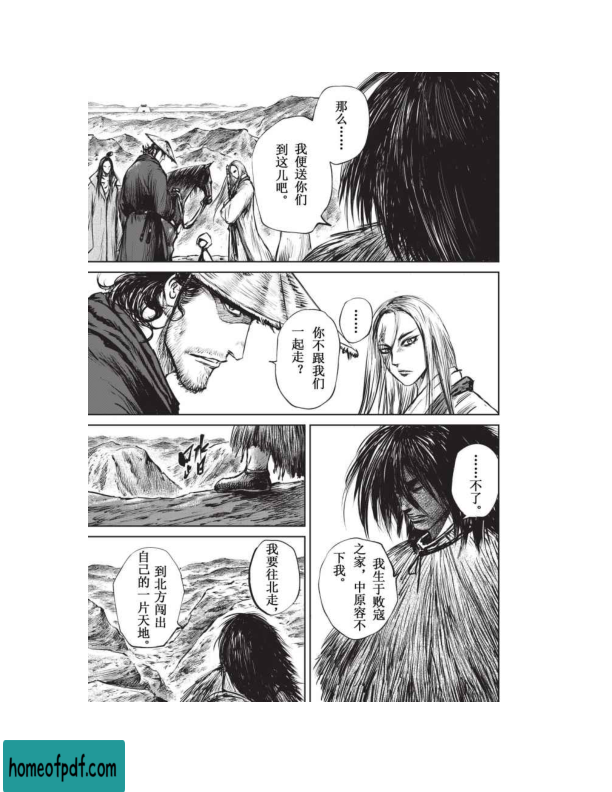 那么……
我便送你们
到这儿吧。
……
你不跟我们
一起走？
……不了。
我生于败寇
之家，中原容不
下我。
踏
我要往北走，
到北方闯出
自己的一片天地。
homeofpdf.com